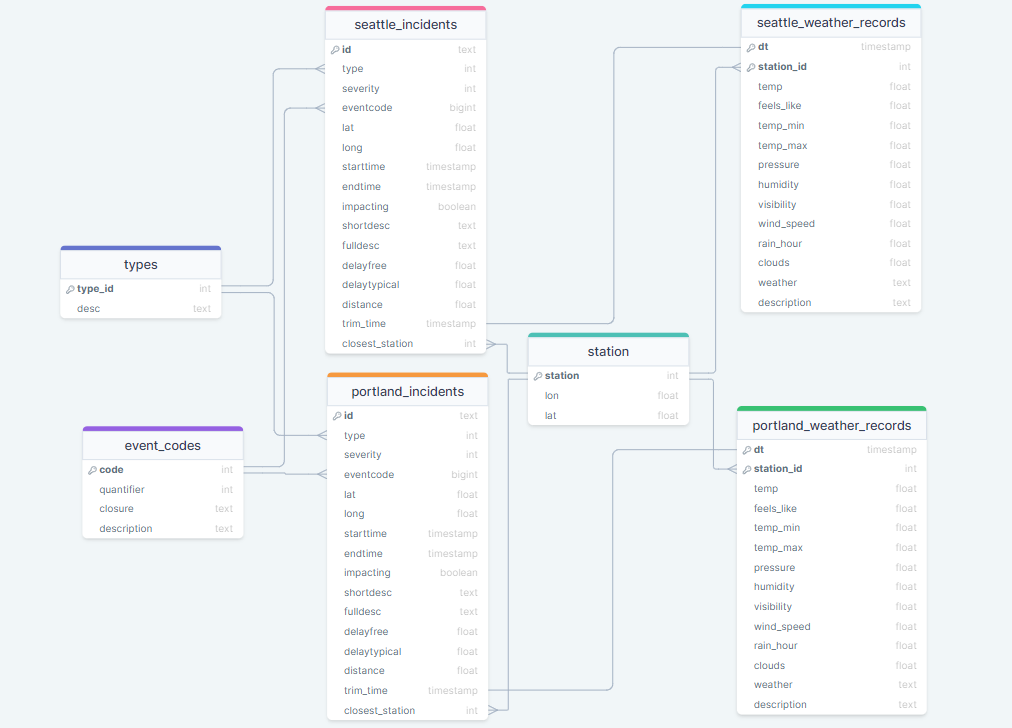 seattle_incidents
id text
type int
severity int
eventcode bigint
lat float
long float
starttime timestamp
endtime timestamp
impacting boolean
shortdesc text
fulldesc text
delayfree float
delaytypical float
distance float
trim_time timestamp
closest_station int
seattle_weather_records
dt timestamp
station_id int
temp float
feels_like float
temp_min float
temp_max float
pressure float
humidity float
visibility float
wind_speed float
rain_hour float
clouds float
weather text
description text
types
type_id int
desc text
station
station int
lon float
lat float
event_codes
code int
quantifier int
closure text
description text
portland_incidents
id text
type int
severity int
eventcode bigint
lat float
long float
starttime timestamp
endtime timestamp
impacting boolean
shortdesc text
fulldesc text
delayfree float
delaytypical float
distance float
trim_time timestamp
closest_station int
portland_weather_records
dt timestamp
station_id int
temp float
feels_like float
temp_min float
temp_max float
pressure float
humidity float
visibility float
wind_speed float
rain_hour float
clouds float
weather text
description text